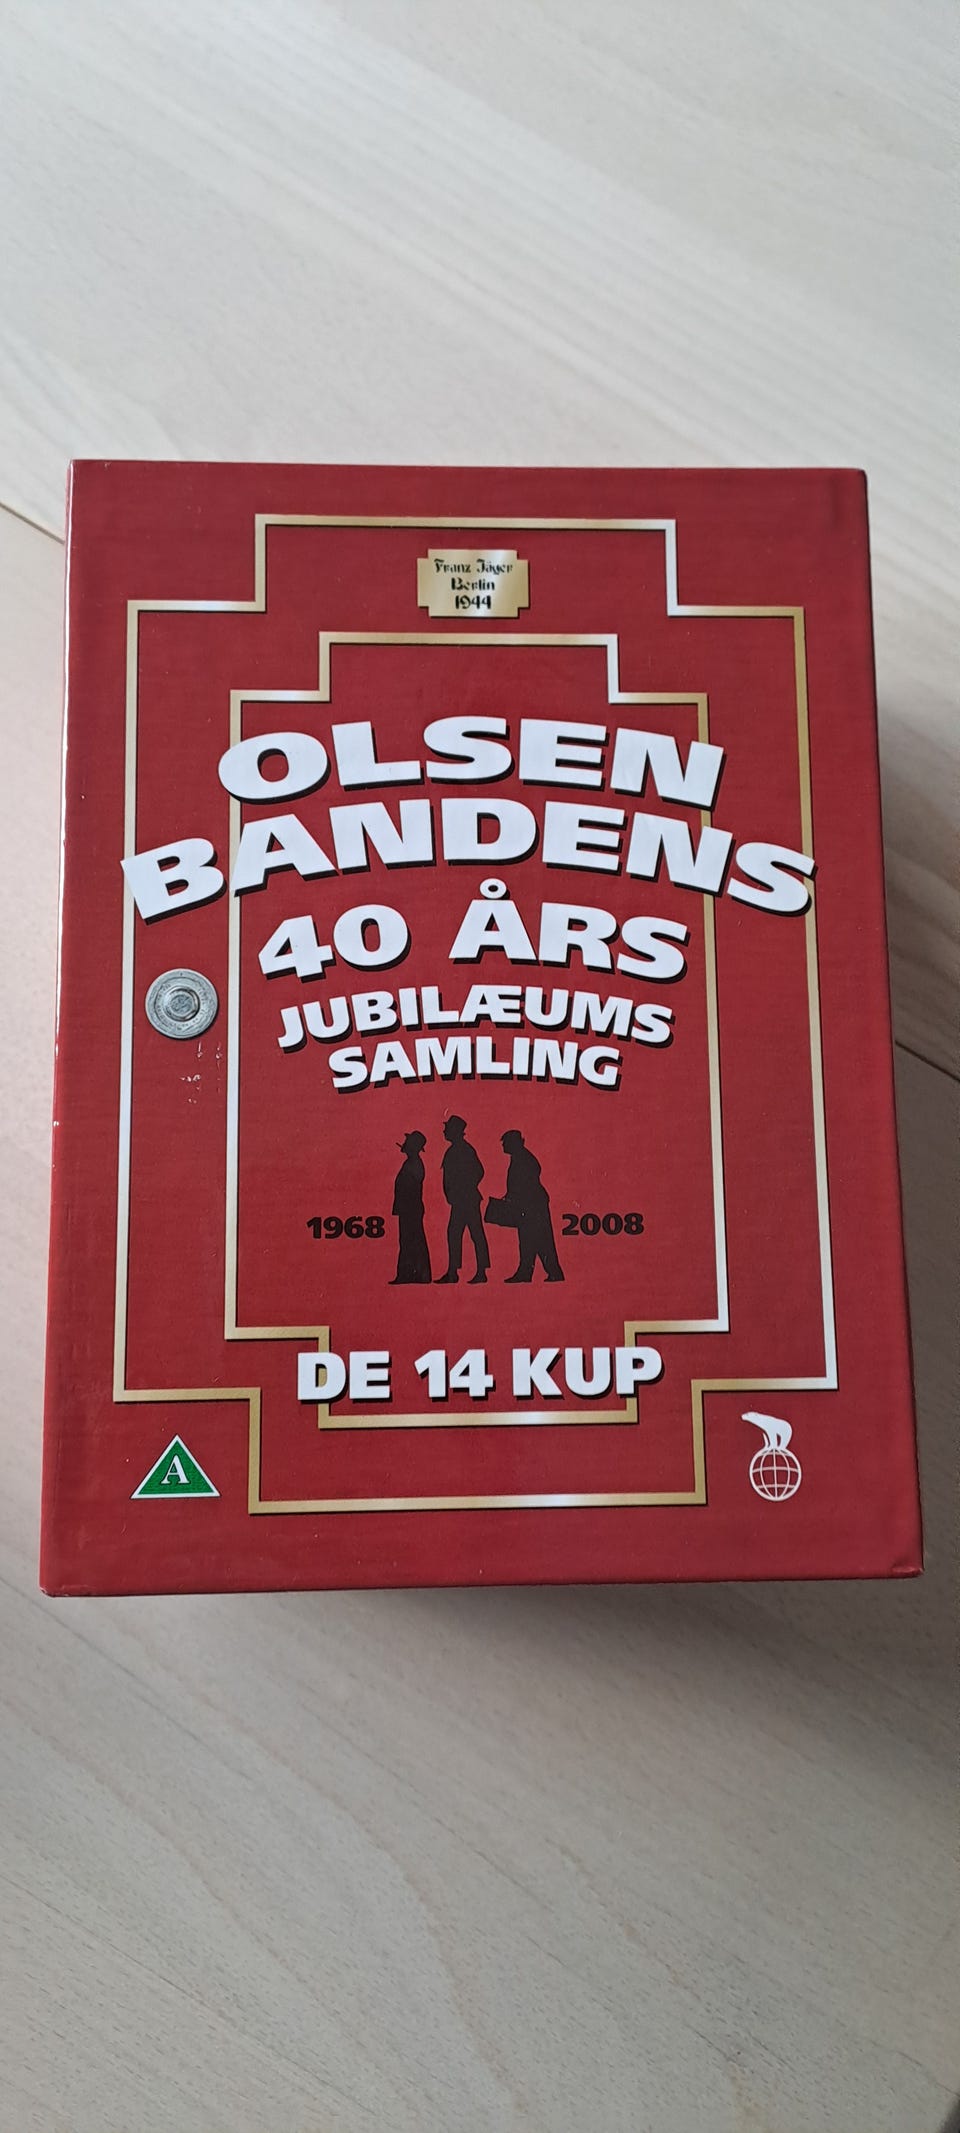 Franz Jäger
Berlin
1944
OLSEN
BANDENS
40 ÅRS
JUBILÆUMS
SAMLING
1968 2008
DE 14 KUP
A